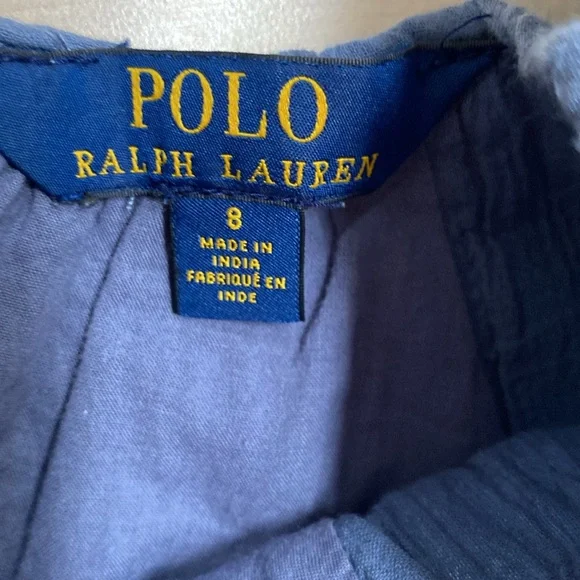 POLO
RALPH LAUREN
8
MADE IN
INDIA
FABRIQUÉ EN
INDE